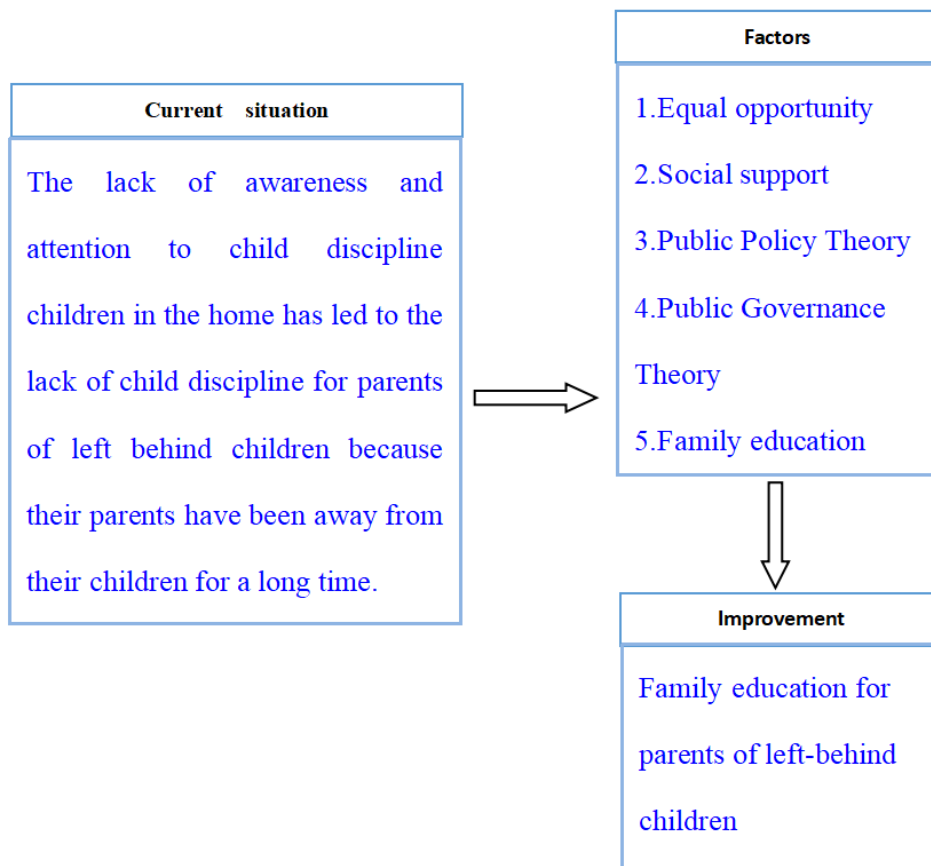 Current situation
The lack of awareness and
attention to child discipline
children in the home has led to the
lack of child discipline for parents
of left behind children because
their parents have been away from
their children for a long time.
Factors
1.Equal opportunity
2.Social support
3.Public Policy Theory
4.Public Governance
Theory
5.Family education
Improvement
Family education for
parents of left-behind
children